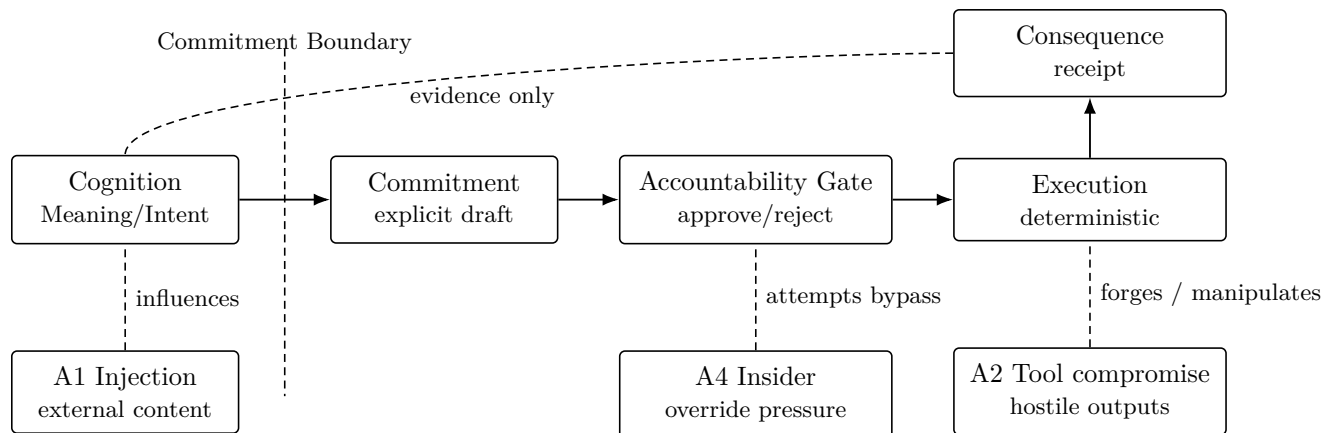 Commitment Boundary
Consequence
receipt
evidence only
Cognition
Meaning/Intent
Commitment
explicit draft
Accountability Gate
approve/reject
Execution
deterministic
influences
attempts bypass
forges / manipulates
A1 Injection
external content
A4 Insider
override pressure
A2 Tool compromise
hostile outputs